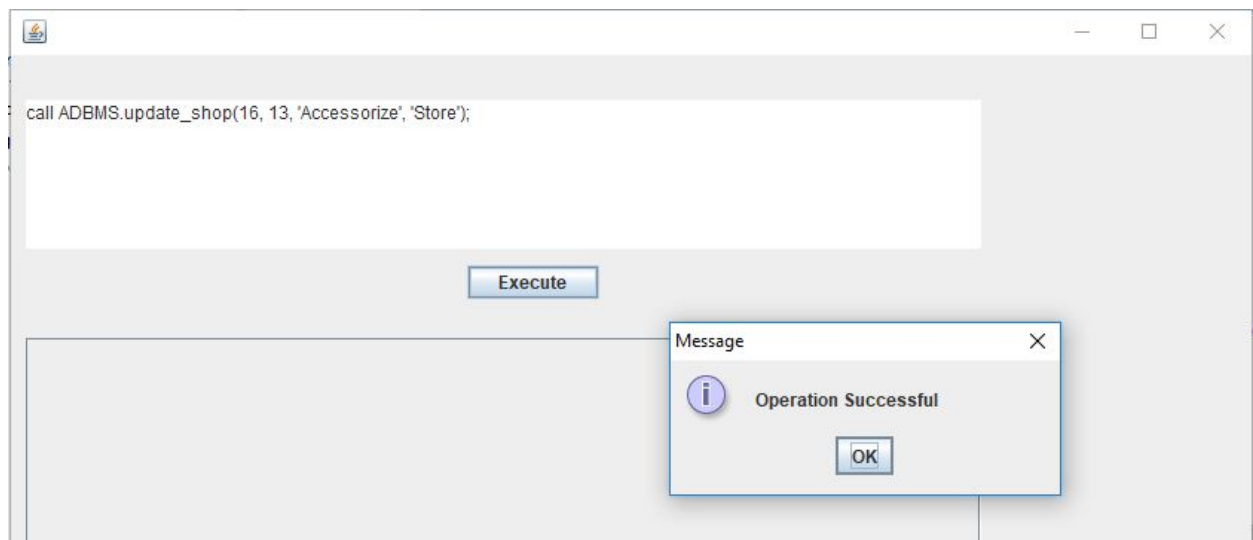 call ADBMS.update_shop(16, 13, 'Accessorize', 'Store');
Execute
Message
Operation Successful
OK